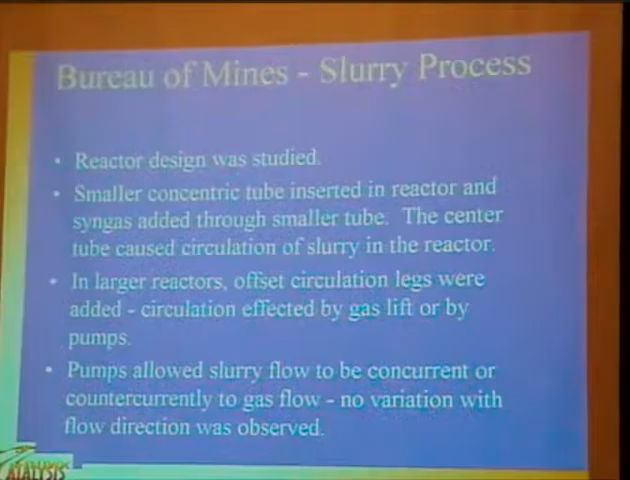 Bureau of Mines - Slurry Process
• Reactor design was studied.
• Smaller concentric tube inserted in reactor and
syngas added through smaller tube. The center
tube caused circulation of slurry in the reactor.
• In larger reactors, offset circulation legs were
added - circulation effected by gas lift or by
pumps.
• Pumps allowed slurry flow to be concurrent or
countercurrently to gas flow - no variation with
flow direction was observed.
CATALYSIS